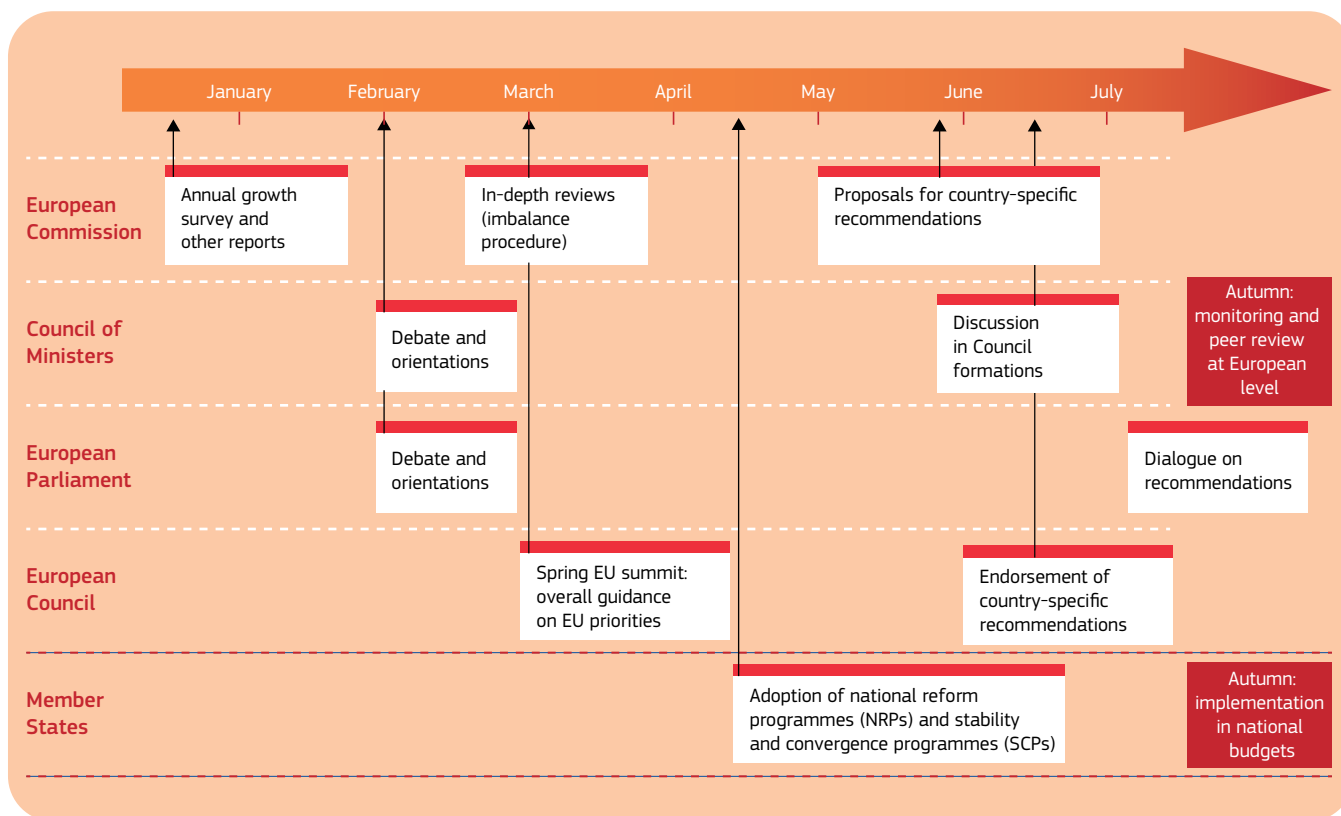 January
February
March
April
May
June
July
European
Commission
Annual growth
survey and
other reports
In-depth reviews
(imbalance
procedure)
Proposals for country-specific
recommendations
Council of
Ministers
Debate and
orientations
Discussion
in Council
formations
Autumn:
monitoring and
peer review
at European
level
European
Parliament
Debate and
orientations
Dialogue on
recommendations
European
Council
Spring EU summit:
overall guidance
on EU priorities
Endorsement of
country-specific
recommendations
Member
States
Adoption of national reform
programmes (NRPs) and stability
and convergence programmes (SCPs)
Autumn:
implementation
in national
budgets